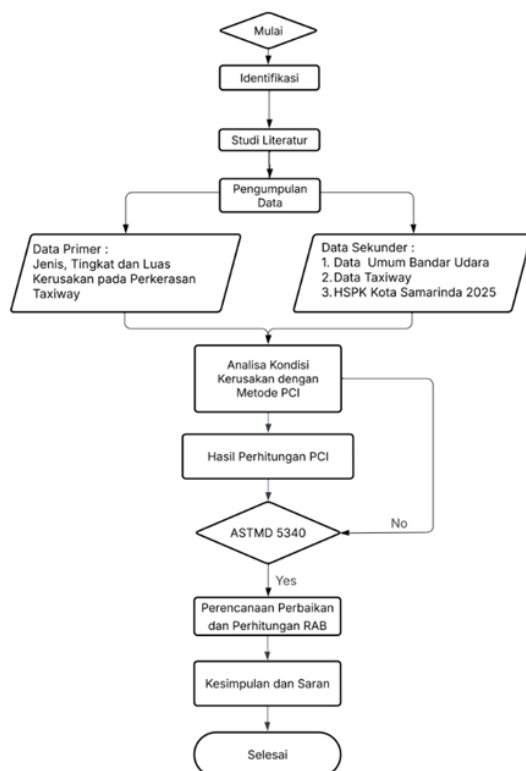 Mulai
Identifikasi
Studi Literatur
Pengumpulan
Data
Data Primer :
Jenis, Tingkat dan Luas
Kerusakan pada Perkerasan
Taxiway
Data Sekunder :
1. Data Umum Bandar Udara
2. Data Taxiway
3. HSPK Kota Samarinda 2025
Analisa Kondisi
Kerusakan dengan
Metode PCI
Hasil Perhitungan PCI
ASTMD 5340
No
Yes
Perencanaan Perbaikan
dan Perhitungan RAB
Kesimpulan dan Saran
Selesai